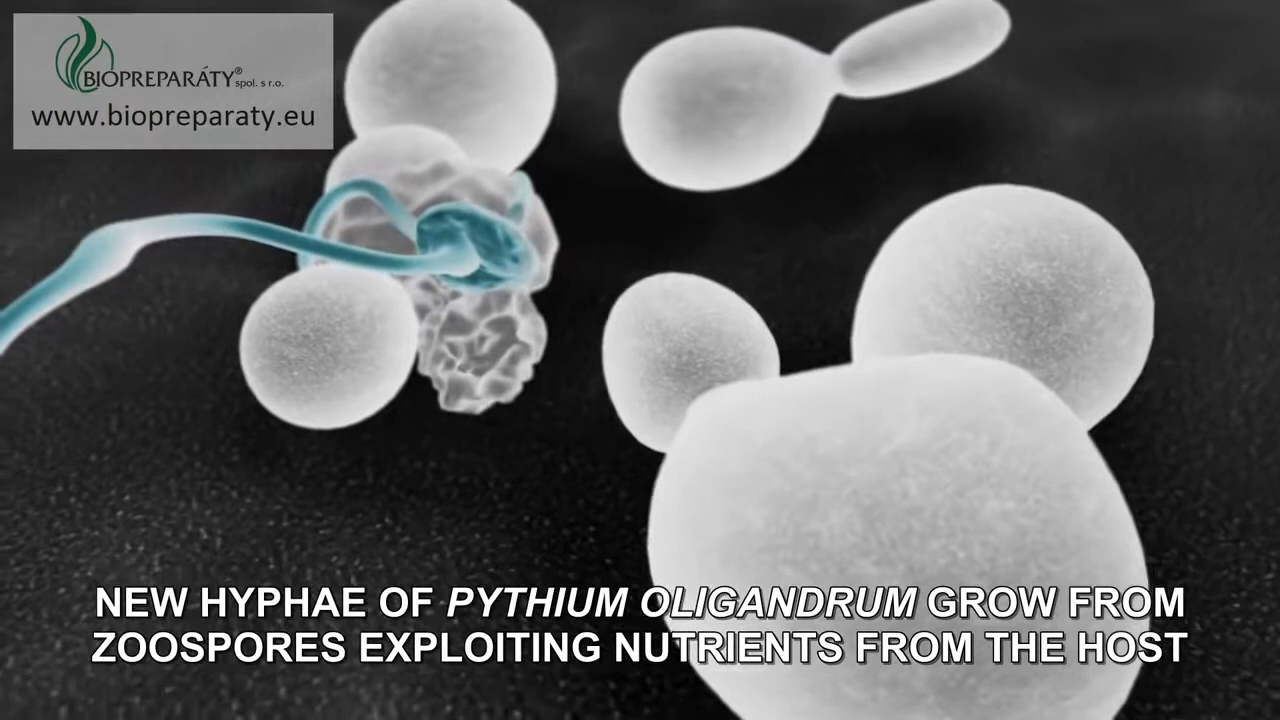 BIOPREPARÁTY® spol. s r.o.
www.biopreparaty.eu
NEW HYPHAE OF PYTHIUM OLIGANDRUM GROW FROM
ZOOSPORES EXPLOITING NUTRIENTS FROM THE HOST